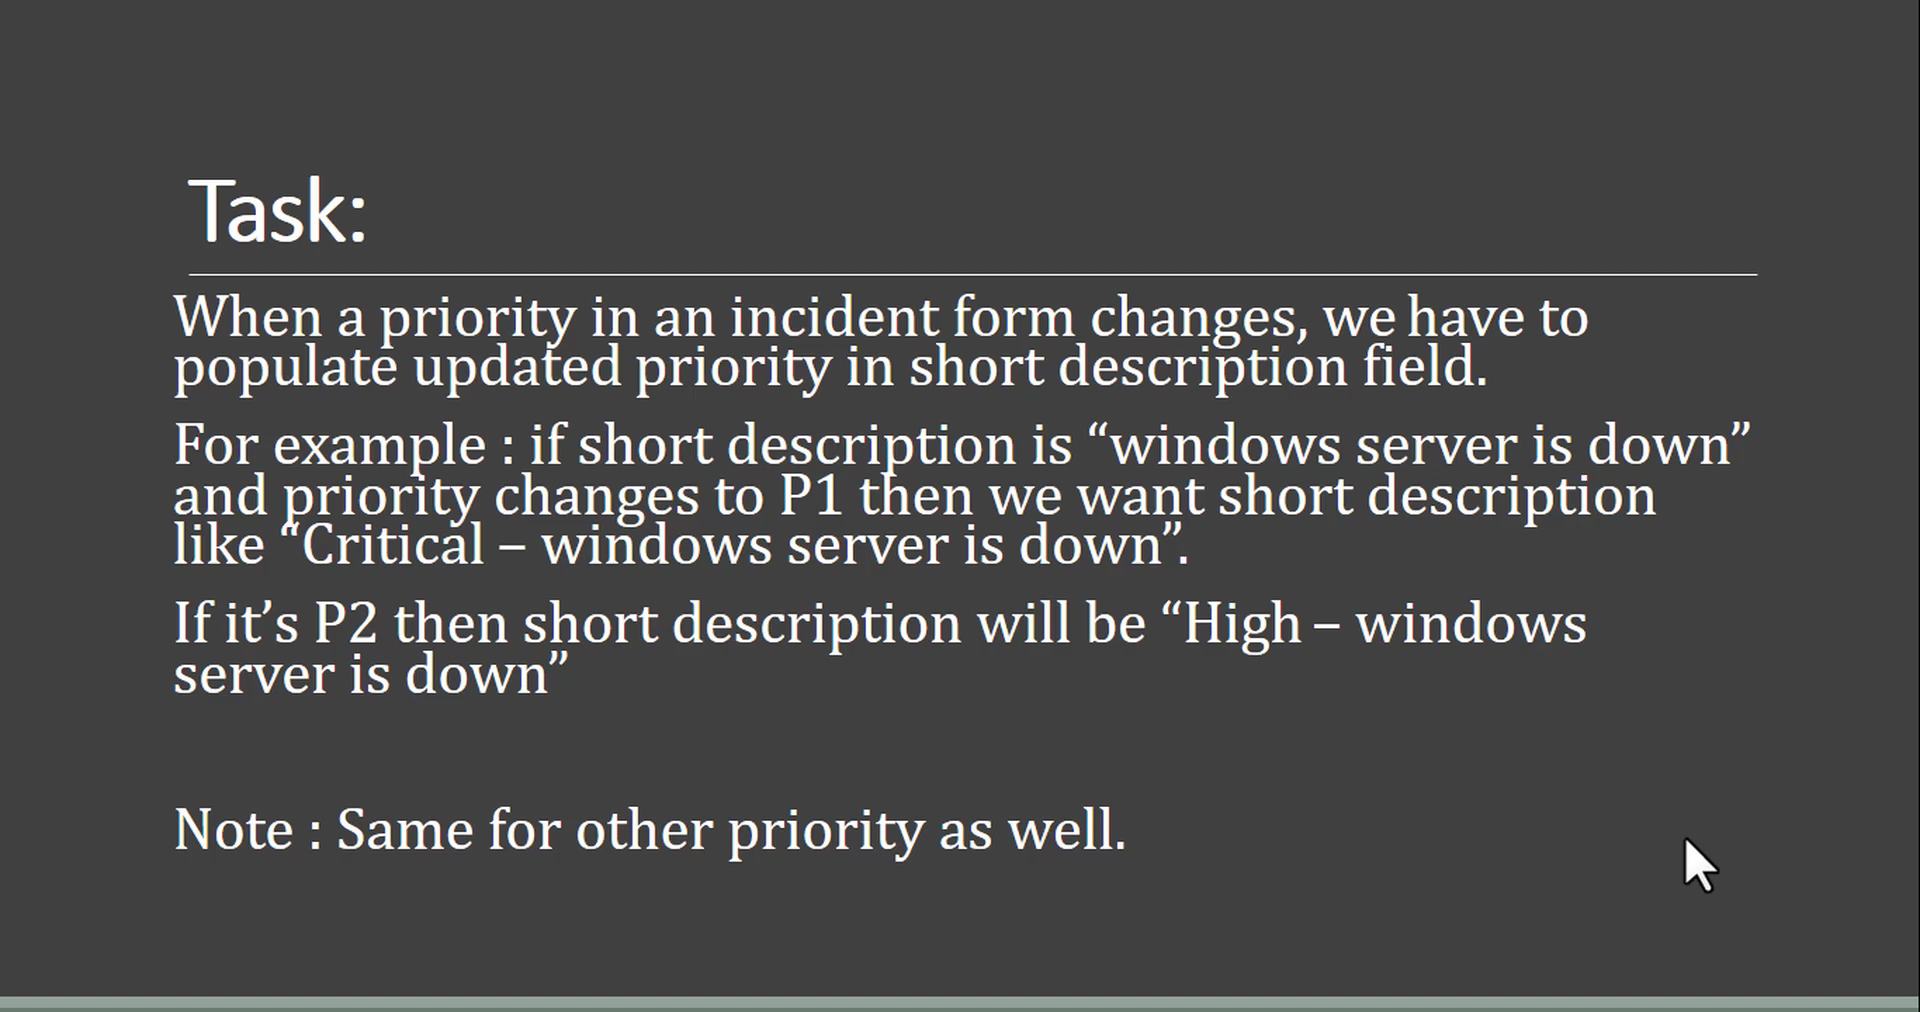 Task:
When a priority in an incident form changes, we have to
populate updated priority in short description field.
For example : if short description is “windows server is down”
and priority changes to P1 then we want short description
like “Critical – windows server is down”.
If it’s P2 then short description will be “High – windows
server is down”
Note : Same for other priority as well.